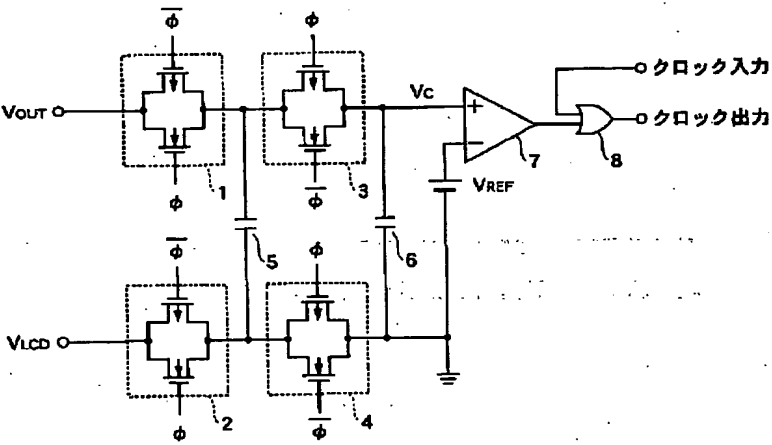 φ̅ φ
クロック入力
VOUT
VC
+
クロック出力
−
1 3 7 8
φ φ̅
VREF
5 6
φ̅ φ
VLCD
2 4
φ φ̅